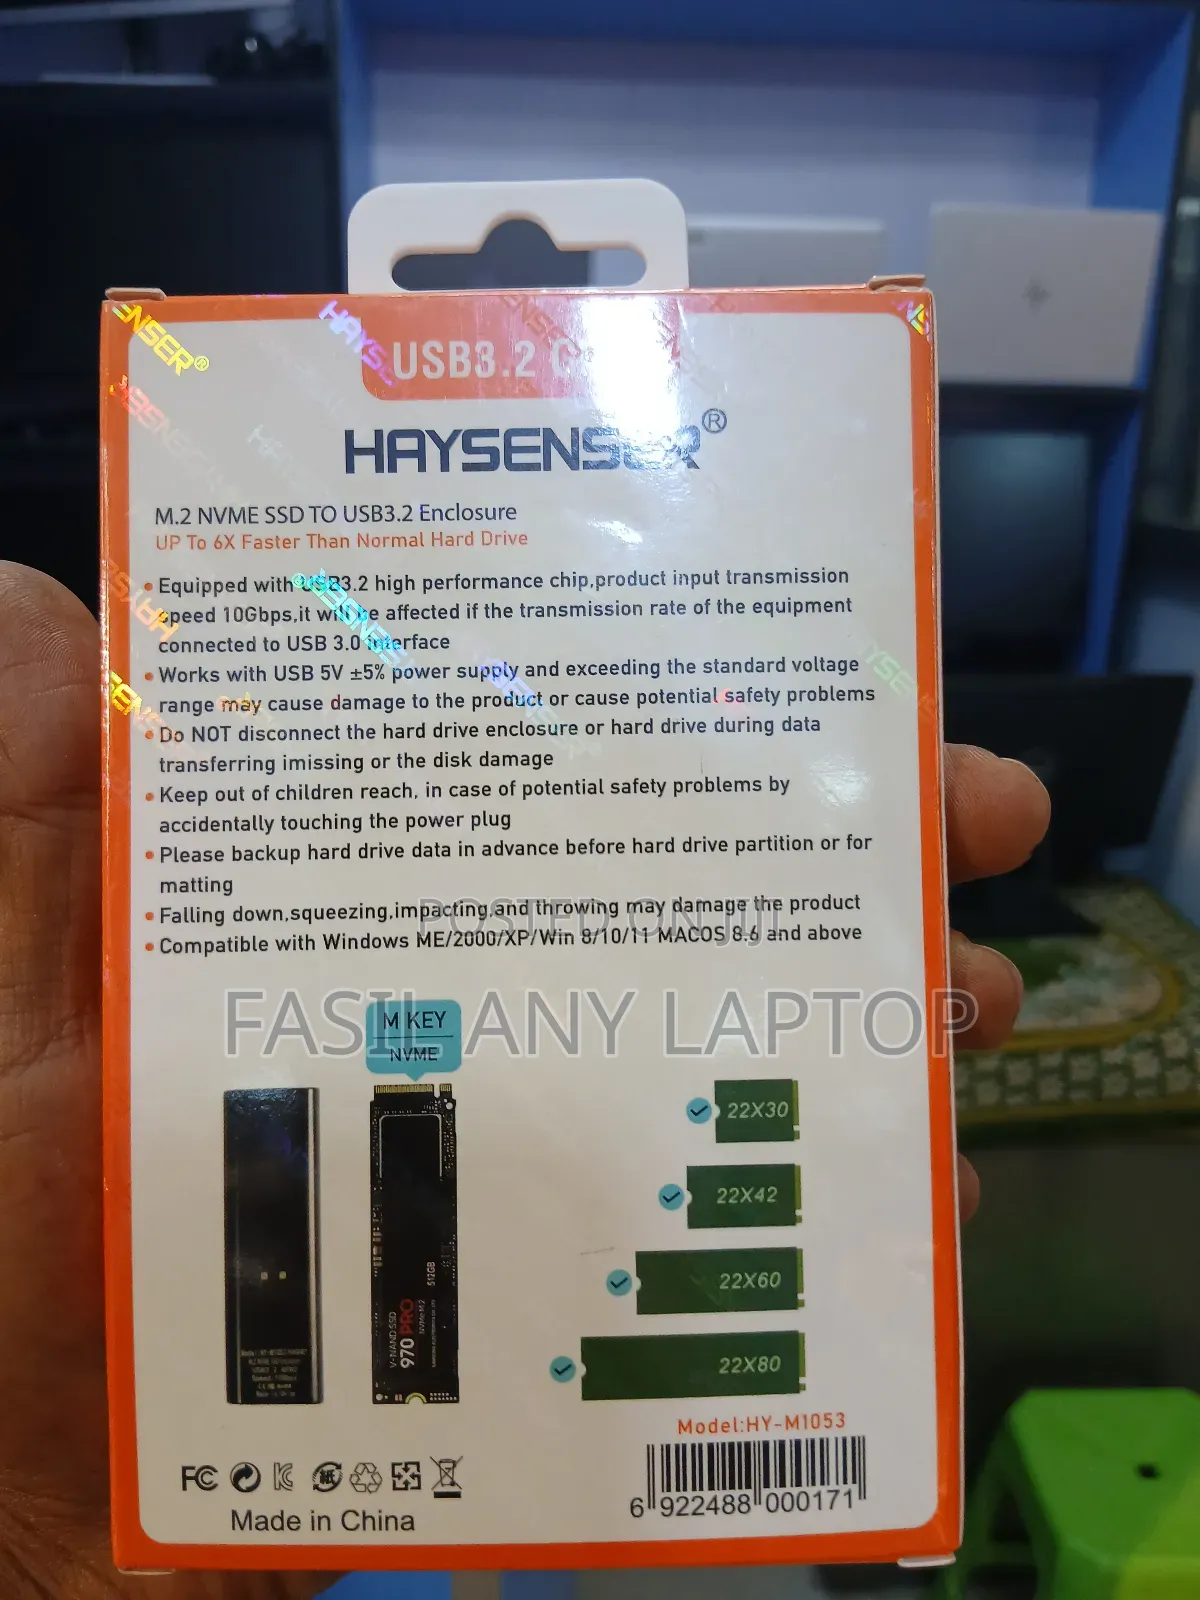 USB3.2
HAYSENSER®
M.2 NVME SSD TO USB3.2 Enclosure
UP To 6X Faster Than Normal Hard Drive
• Equipped with USB3.2 high performance chip,product input transmission
speed 10Gbps,it will be affected if the transmission rate of the equipment
connected to USB 3.0 interface
• Works with USB 5V ±5% power supply and exceeding the standard voltage
range may cause damage to the product or cause potential safety problems
• Do NOT disconnect the hard drive enclosure or hard drive during data
transferring imissing or the disk damage
• Keep out of children reach, in case of potential safety problems by
accidentally touching the power plug
• Please backup hard drive data in advance before hard drive partition or for
matting
• Falling down,squeezing,impacting,and throwing may damage the product
• Compatible with Windows ME/2000/XP/Win 8/10/11 MACOS 8.6 and above
POSTED ON JIJI
FASIL ANY LAPTOP
M KEY
NVME
22X30
22X42
22X60
22X80
V-NAND SSD
970 PRO
NVMe M.2
512GB
Model:HY-M1053
6 922488 000171
FC
Made in China